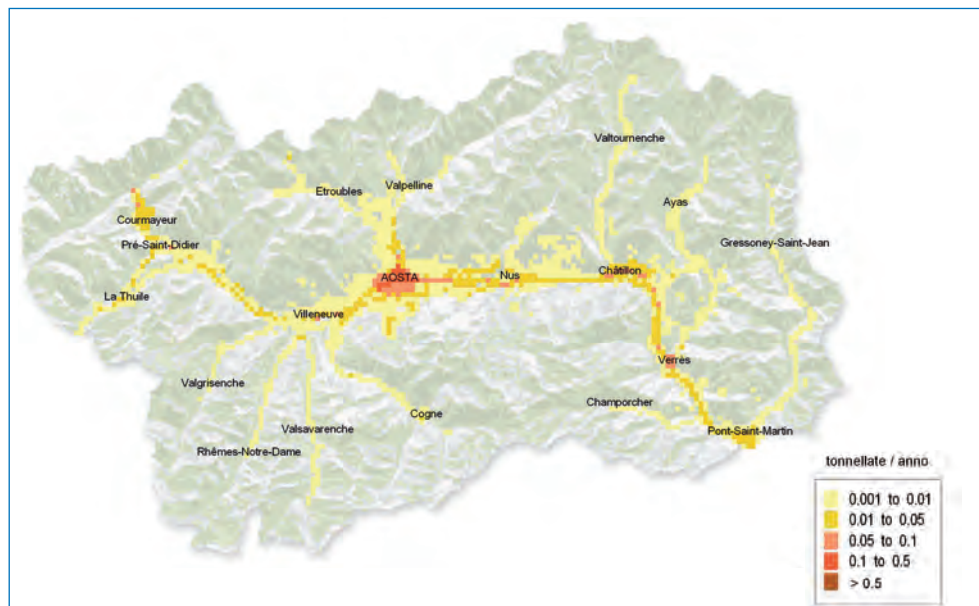 Valtournenche
Etroubles
Valpelline
Ayas
Courmayeur
Pré-Saint-Didier
Gressoney-Saint-Jean
AOSTA
Nus
Châtillon
La Thuile
Villeneuve
Verrès
Valgrisenche
Champorcher
Cogne
Valsavarenche
Pont-Saint-Martin
Rhêmes-Notre-Dame
tonnellate / anno
0.001 to 0.01
0.01 to 0.05
0.05 to 0.1
0.1 to 0.5
> 0.5